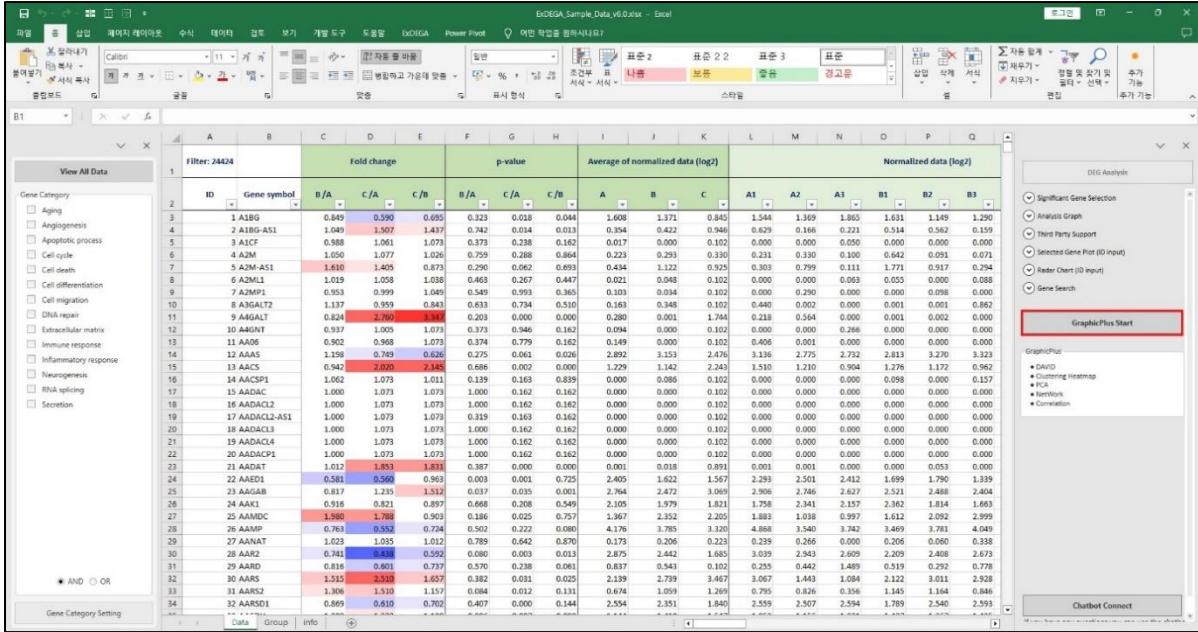 ExDEGA_Sample_Data_v6.0.xlsx - Excel
로그인
파일 홈 삽입 페이지 레이아웃 수식 데이터 검토 보기 개발 도구 도움말 ExDEGA Power Pivot 어떤 작업을 원하시나요?
붙여넣기 잘라내기 복사 서식 복사
Calibri 11
가 가 가
자동 줄 바꿈
병합하고 가운데 맞춤
일반
조건부 서식 표 서식
표준 2 표준 2 2 표준 3 표준
나쁨 보통 좋음 경고문
삽입 삭제 서식
자동 합계 채우기 지우기
정렬 및 필터 찾기 및 선택 추가 기능
클립보드 글꼴 맞춤 표시 형식 스타일 셀 편집 추가 기능
B1
View All Data
Gene Category
Aging
Angiogenesis
Apoptotic process
Cell cycle
Cell death
Cell differentiation
Cell migration
DNA repair
Extracellular matrix
Immune response
Inflammatory response
Neurogenesis
RNA splicing
Secretion
AND OR
Gene Category Setting
A B C D E F G H I J K L M N O P Q
1 Filter: 24424 Fold change p-value Average of normalized data (log2) Normalized data (log2)
2 ID Gene symbol B/A C/A C/B B/A C/A C/B A B C A1 A2 A3 B1 B2 B3
3 1 A1BG 0.849 0.590 0.695 0.323 0.018 0.044 1.608 1.371 0.845 1.544 1.369 1.865 1.631 1.149 1.290
4 2 A1BG-AS1 1.049 1.507 1.437 0.742 0.014 0.013 0.354 0.422 0.946 0.629 0.166 0.221 0.514 0.562 0.159
5 3 A1CF 0.988 1.061 1.073 0.373 0.238 0.162 0.017 0.000 0.102 0.000 0.000 0.050 0.000 0.000 0.000
6 4 A2M 1.050 1.077 1.026 0.759 0.288 0.864 0.223 0.293 0.330 0.231 0.330 0.100 0.642 0.091 0.071
7 5 A2M-AS1 1.610 1.405 0.873 0.290 0.062 0.693 0.434 1.122 0.925 0.303 0.799 0.111 1.771 0.917 0.294
8 6 A2ML1 1.019 1.058 1.038 0.463 0.267 0.447 0.021 0.048 0.102 0.000 0.000 0.063 0.055 0.000 0.088
9 7 A2MP1 0.953 0.999 1.049 0.549 0.993 0.365 0.103 0.034 0.102 0.000 0.290 0.000 0.000 0.098 0.000
10 8 A3GALT2 1.137 0.959 0.843 0.633 0.734 0.510 0.163 0.348 0.102 0.440 0.002 0.000 0.001 0.001 0.862
11 9 A4GALT 0.824 2.760 3.347 0.203 0.000 0.000 0.280 0.001 1.744 0.218 0.564 0.000 0.001 0.002 0.000
12 10 A4GNT 0.937 1.005 1.073 0.373 0.946 0.162 0.094 0.000 0.102 0.000 0.000 0.266 0.000 0.000 0.000
13 11 AA06 0.902 0.968 1.073 0.374 0.779 0.162 0.149 0.000 0.102 0.406 0.001 0.000 0.000 0.000 0.000
14 12 AAAS 1.198 0.749 0.626 0.275 0.061 0.026 2.892 3.153 2.476 3.136 2.775 2.732 2.813 3.270 3.323
15 13 AACS 0.942 2.020 2.145 0.686 0.002 0.000 1.229 1.142 2.243 1.510 1.210 0.904 1.276 1.172 0.962
16 14 AACSP1 1.062 1.073 1.011 0.139 0.163 0.839 0.000 0.086 0.102 0.000 0.000 0.000 0.098 0.000 0.157
17 15 AADAC 1.000 1.073 1.073 1.000 0.162 0.162 0.000 0.000 0.102 0.000 0.000 0.000 0.000 0.000 0.000
18 16 AADACL2 1.000 1.073 1.073 1.000 0.162 0.162 0.000 0.000 0.102 0.000 0.000 0.000 0.000 0.000 0.000
19 17 AADACL2-AS1 1.000 1.073 1.073 0.319 0.163 0.162 0.000 0.000 0.102 0.000 0.000 0.000 0.000 0.000 0.000
20 18 AADACL3 1.000 1.073 1.073 1.000 0.162 0.162 0.000 0.000 0.102 0.000 0.000 0.000 0.000 0.000 0.000
21 19 AADACL4 1.000 1.073 1.073 1.000 0.162 0.162 0.000 0.000 0.102 0.000 0.000 0.000 0.000 0.000 0.000
22 20 AADACP1 1.000 1.073 1.073 1.000 0.162 0.162 0.000 0.000 0.102 0.000 0.000 0.000 0.000 0.000 0.000
23 21 AADAT 1.012 1.853 1.831 0.387 0.000 0.000 0.001 0.018 0.891 0.001 0.001 0.000 0.000 0.053 0.000
24 22 AAED1 0.581 0.560 0.963 0.003 0.001 0.725 2.405 1.622 1.567 2.293 2.501 2.412 1.699 1.790 1.339
25 23 AAGAB 0.817 1.235 1.512 0.037 0.035 0.001 2.764 2.472 3.069 2.906 2.746 2.627 2.521 2.488 2.404
26 24 AAK1 0.916 0.821 0.897 0.668 0.208 0.549 2.105 1.979 1.821 1.758 2.341 2.157 2.362 1.814 1.663
27 25 AAMDC 1.980 1.788 0.903 0.186 0.025 0.757 1.367 2.352 2.205 1.883 1.038 0.997 1.612 2.092 2.999
28 26 AAMP 0.763 0.552 0.724 0.502 0.222 0.080 4.176 3.785 3.320 4.868 3.540 3.742 3.469 3.781 4.049
29 27 AANAT 1.023 1.035 1.012 0.789 0.642 0.870 0.173 0.206 0.223 0.239 0.266 0.000 0.206 0.060 0.338
30 28 AAR2 0.741 0.438 0.592 0.080 0.003 0.013 2.875 2.442 1.685 3.039 2.943 2.609 2.209 2.408 2.673
31 29 AARD 0.816 0.601 0.737 0.570 0.238 0.061 0.837 0.543 0.102 0.255 0.442 1.489 0.519 0.292 0.778
32 30 AARS 1.515 2.510 1.657 0.382 0.031 0.025 2.139 2.739 3.467 3.067 1.443 1.084 2.122 3.011 2.928
33 31 AARS2 1.306 1.510 1.157 0.084 0.012 0.131 0.674 1.059 1.269 0.795 0.826 0.356 1.145 1.164 0.846
34 32 AARSD1 0.869 0.610 0.702 0.407 0.000 0.144 2.554 2.351 1.840 2.559 2.507 2.594 1.789 2.540 2.593
Data Group info
DEG Analysis
Significant Gene Selection
Analysis Graph
Third Party Support
Selected Gene Plot (ID input)
Radar Chart (ID input)
Gene Search
GraphicPlus Start
GraphicPlus
● DAVID
● Clustering Heatmap
● PCA
● NetWork
● Correlation
Chatbot Connect